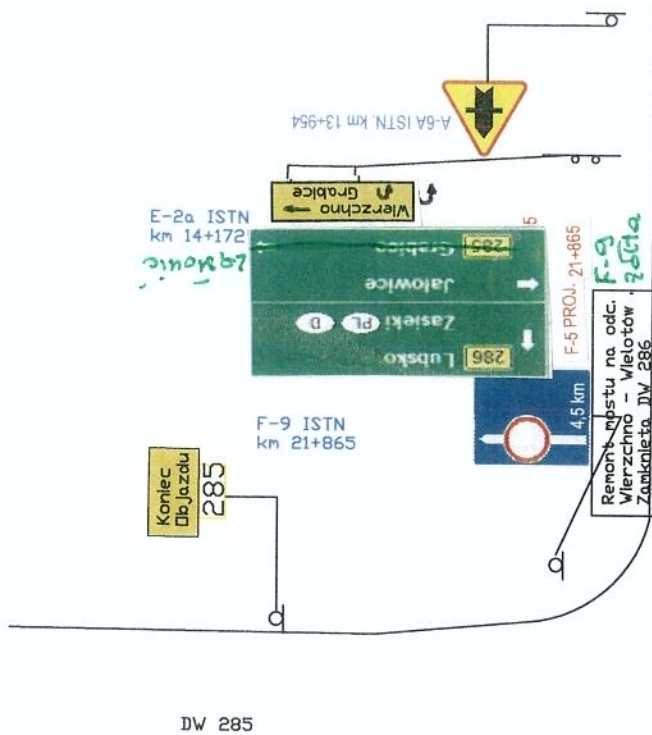 A-6A ISTN. km 13+954
Wierzchno
Grabice
E-2a ISTN
km 14+172
285 Grabice
Jałowice
Zasieki PL D
286 Lubsko
5
F-5 PROJ. 21+865
F-9
żółta
4,5 km
Remont mostu na odc.
Wierzchno - Wielotów
Zamknięta DW 286
F-9 ISTN
km 21+865
Koniec
Objazdu
285
DW 285